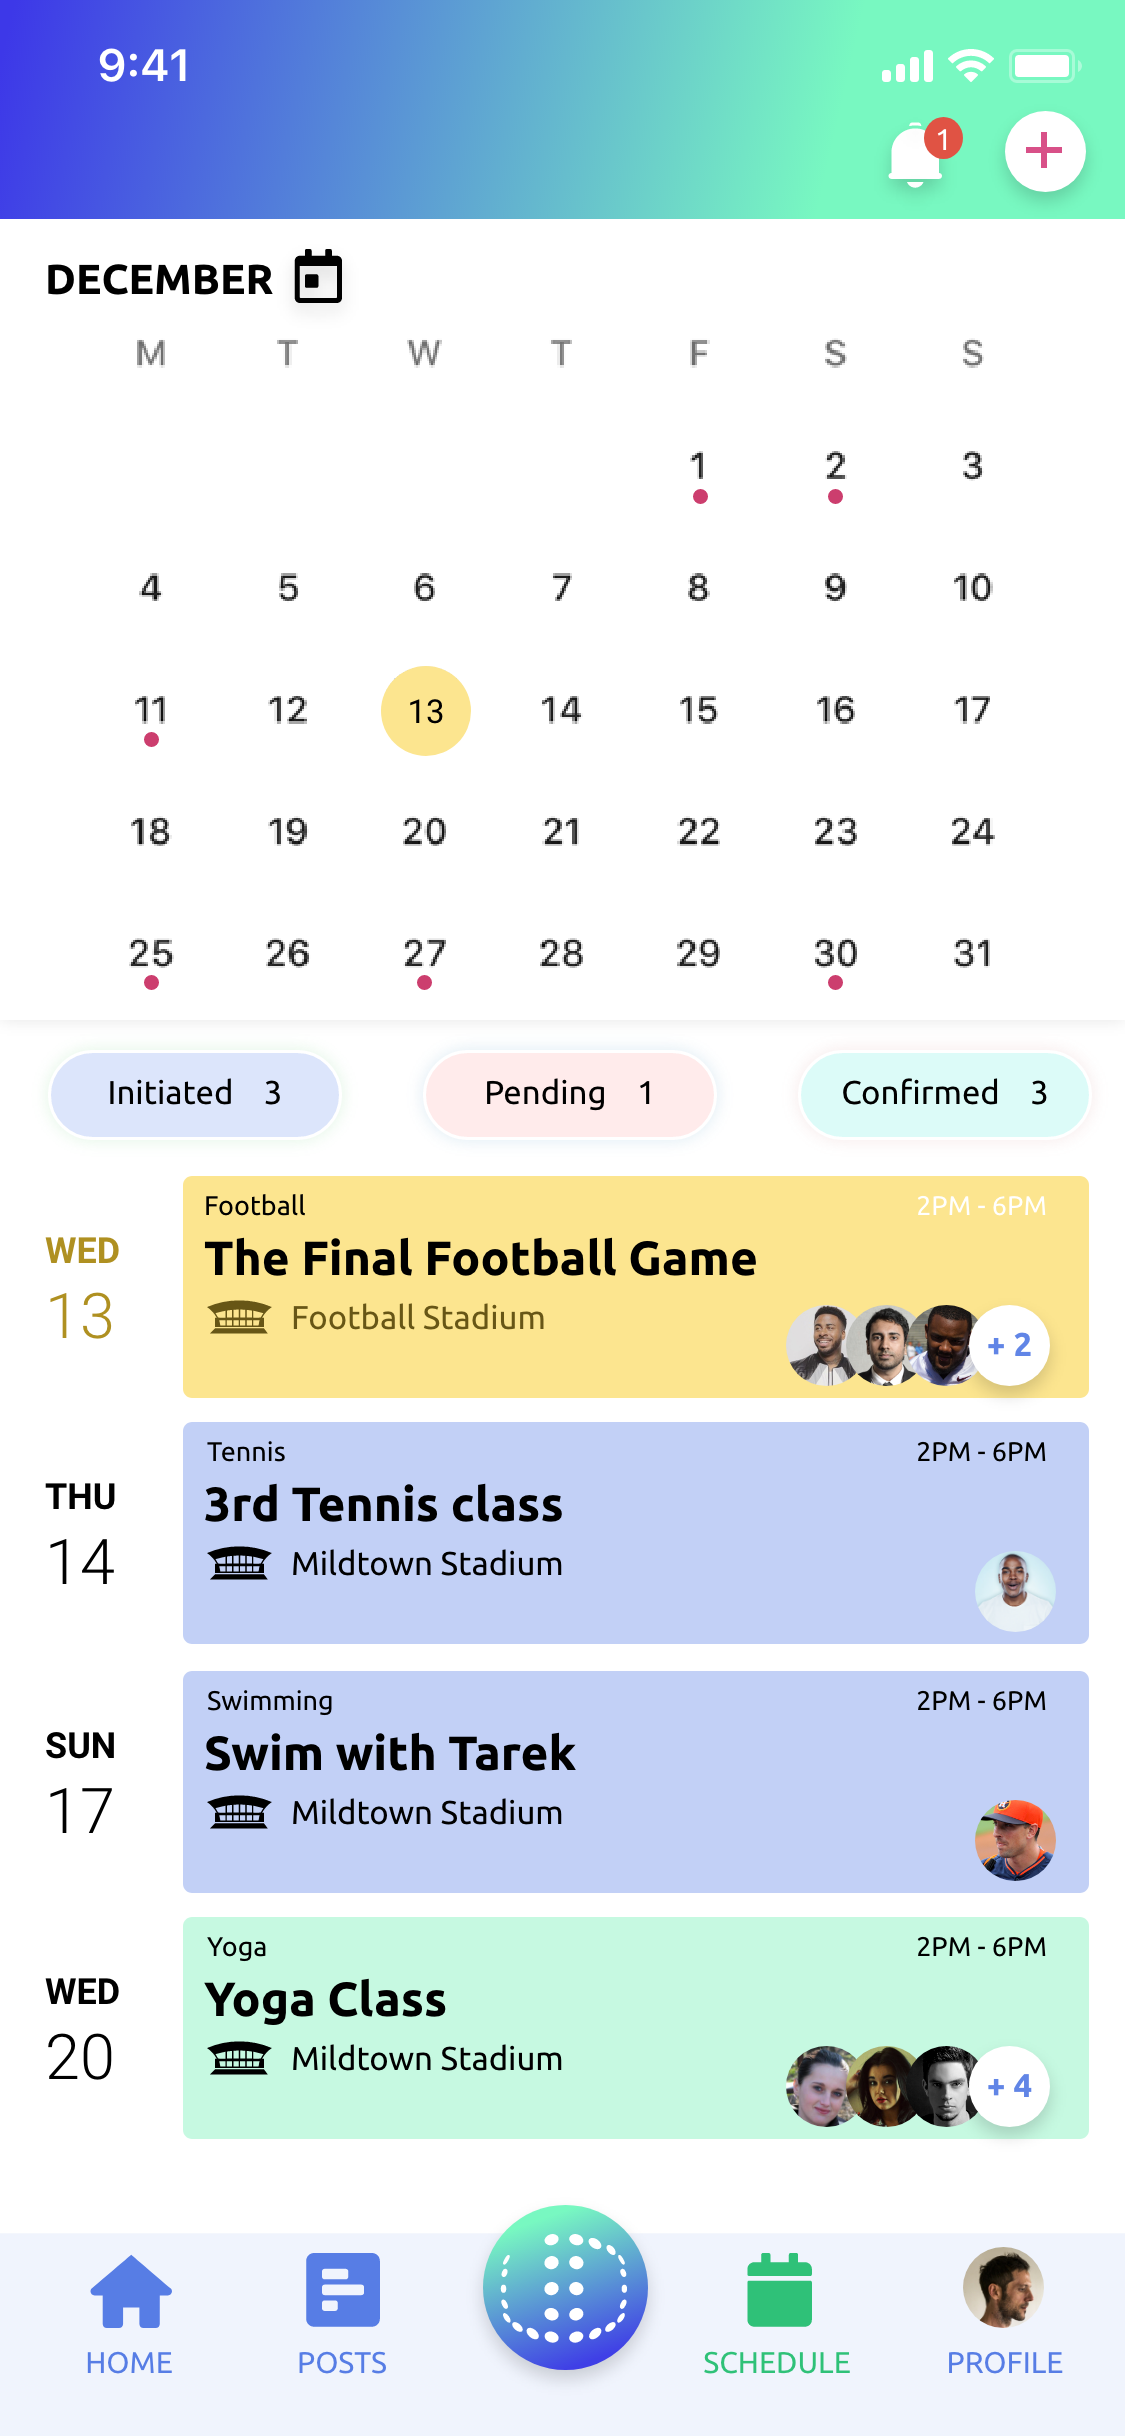 9:41
1
DECEMBER
M T W T F S S
1 2 3
4 5 6 7 8 9 10
11 12 13 14 15 16 17
18 19 20 21 22 23 24
25 26 27 28 29 30 31
Initiated 3 Pending 1 Confirmed 3
WED
13
Football 2PM - 6PM
The Final Football Game
Football Stadium
+ 2
THU
14
Tennis 2PM - 6PM
3rd Tennis class
Mildtown Stadium
SUN
17
Swimming 2PM - 6PM
Swim with Tarek
Mildtown Stadium
WED
20
Yoga 2PM - 6PM
Yoga Class
Mildtown Stadium
+ 4
HOME POSTS SCHEDULE PROFILE